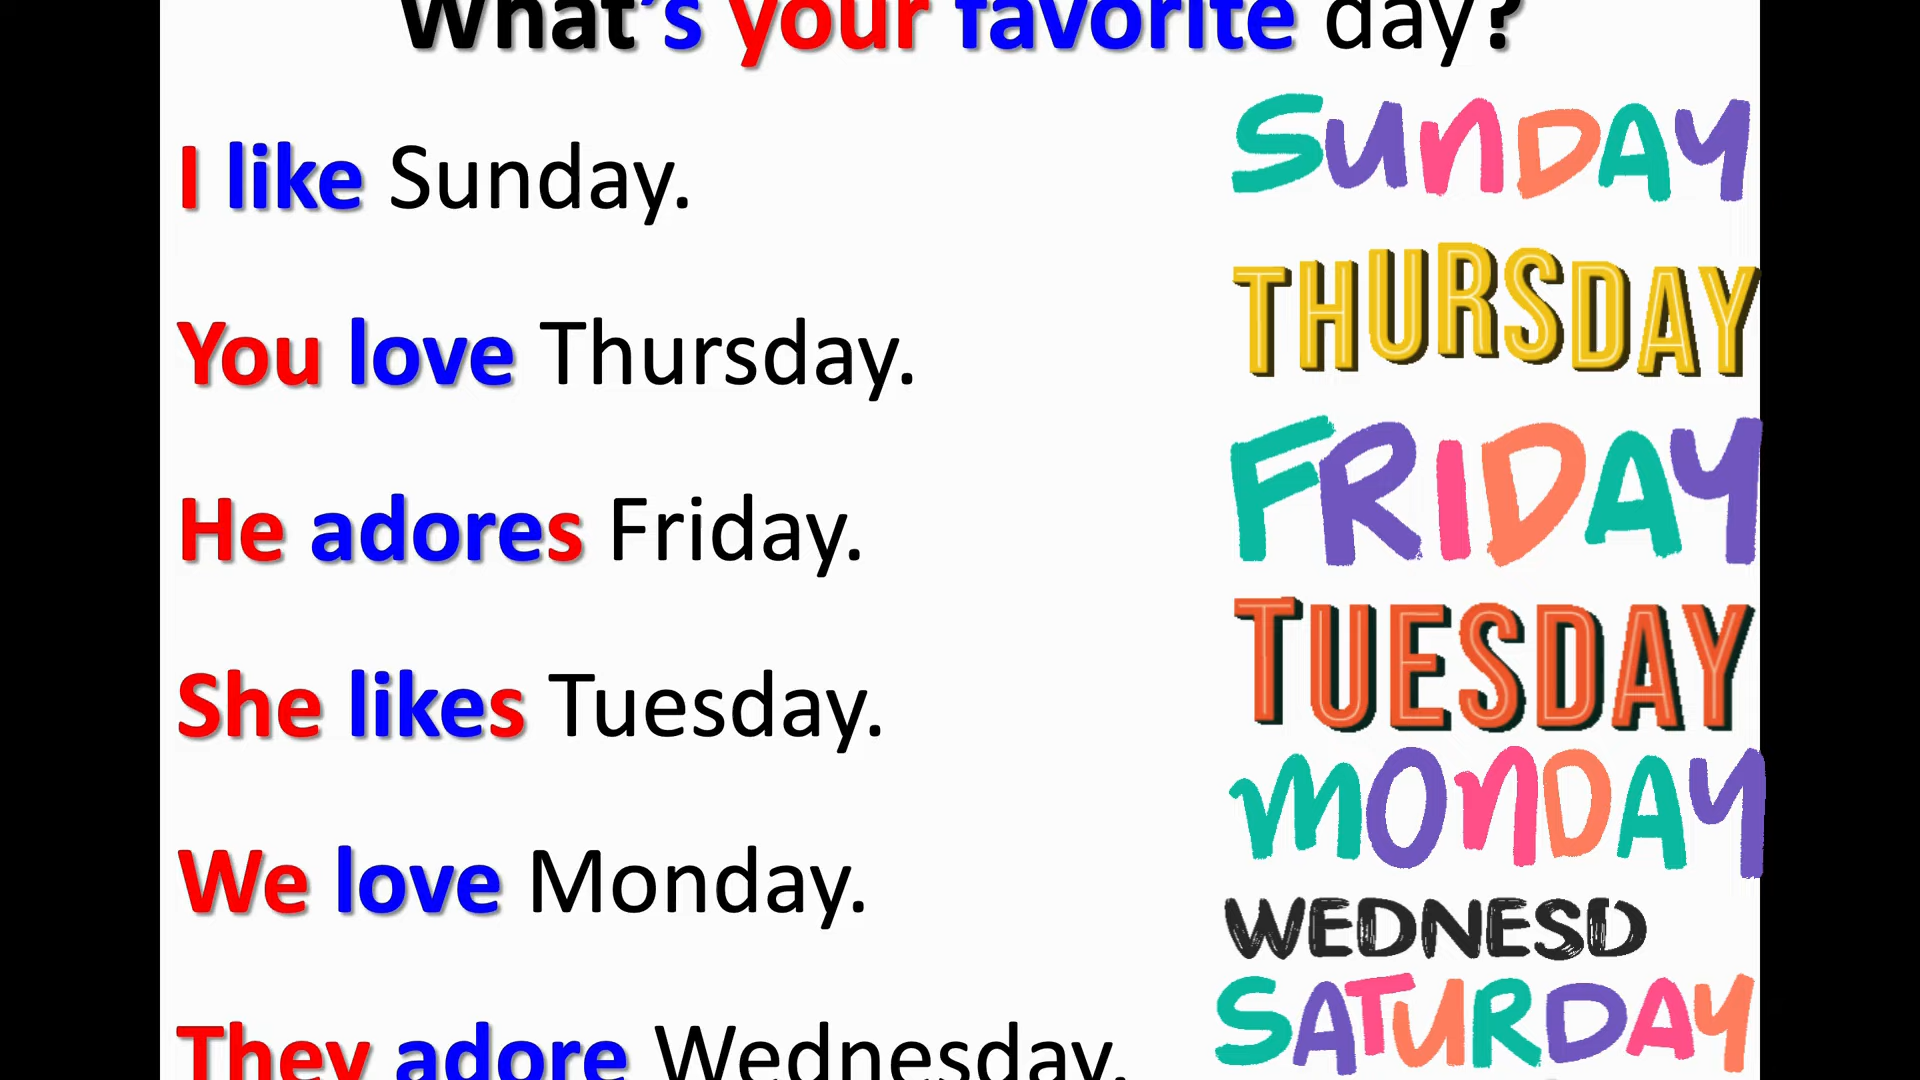 What's your favorite day?
I like Sunday.
SUNDAY
You love Thursday.
THURSDAY
He adores Friday.
FRIDAY
She likes Tuesday.
TUESDAY
We love Monday.
MONDAY
WEDNESD
They adore Wednesday.
SATURDAY